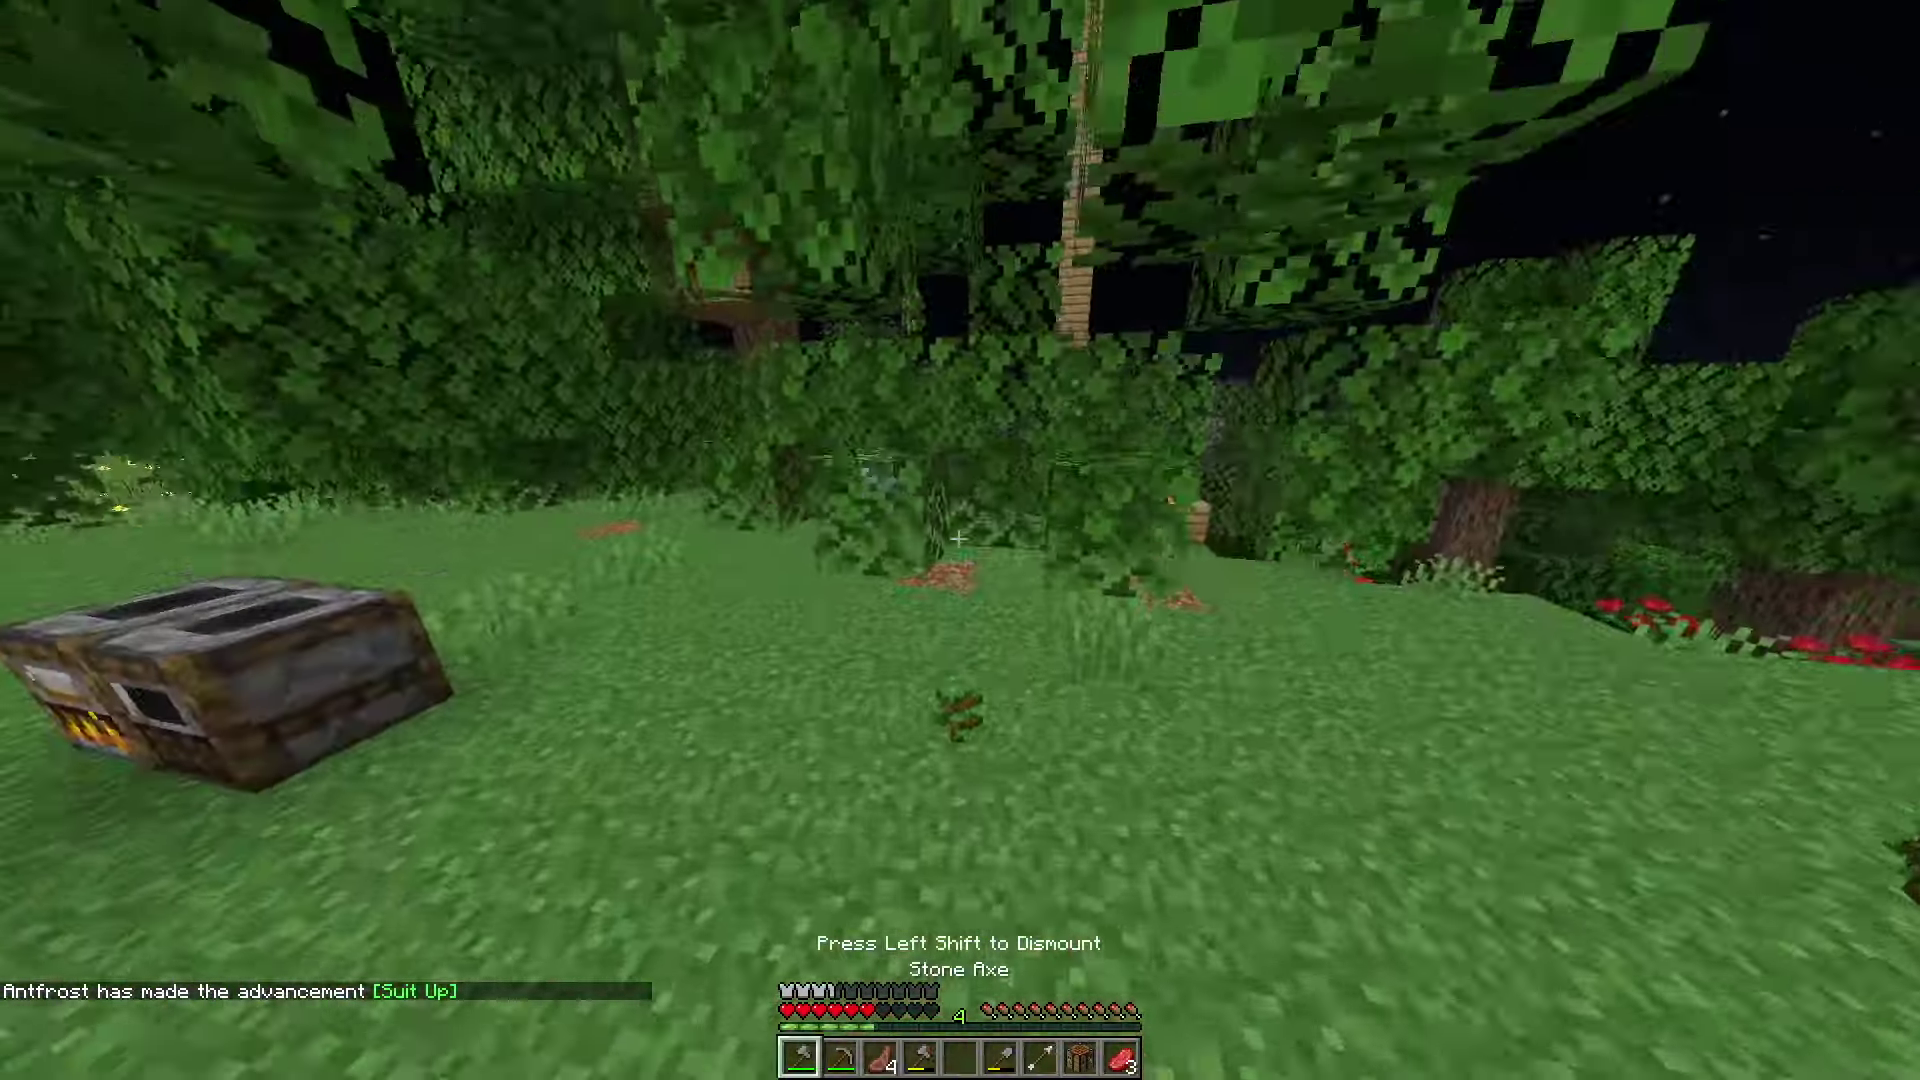 Press Left Shift to Dismount
Stone Axe
Antfrost has made the advancement [Suit Up]
4
4
3